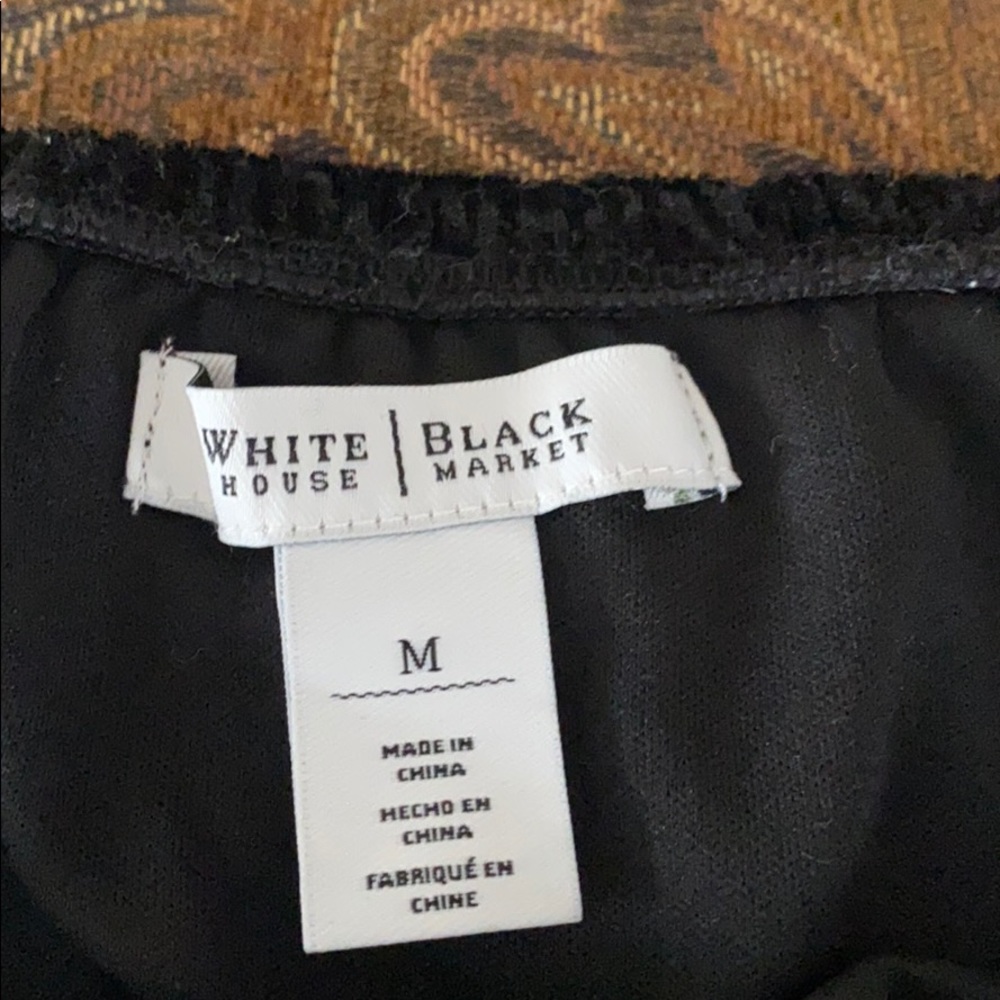 WHITE | BLACK
HOUSE | MARKET
M
MADE IN
CHINA
HECHO EN
CHINA
FABRIQUÉ EN
CHINE